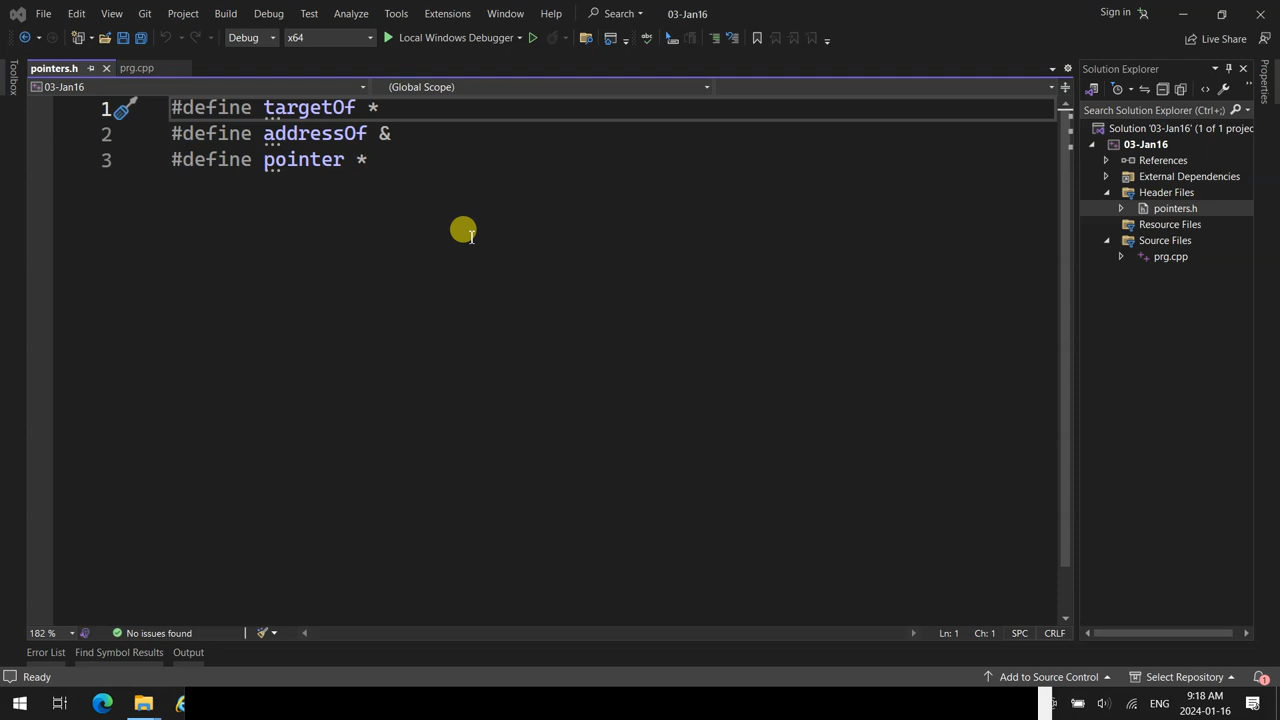 File Edit View Git Project Build Debug Test Analyze Tools Extensions Window Help Search 03-Jan16 Sign in
Debug x64 Local Windows Debugger Live Share
Toolbox
pointers.h prg.cpp
03-Jan16 (Global Scope)
1 #define targetOf *
2 #define addressOf &
3 #define pointer *
Solution Explorer
Search Solution Explorer (Ctrl+;)
Solution '03-Jan16' (1 of 1 projec
03-Jan16
References
External Dependencies
Header Files
pointers.h
Resource Files
Source Files
prg.cpp
Properties
182 % No issues found Ln: 1 Ch: 1 SPC CRLF
Error List Find Symbol Results Output
Ready Add to Source Control Select Repository 1
ENG 9:18 AM
2024-01-16